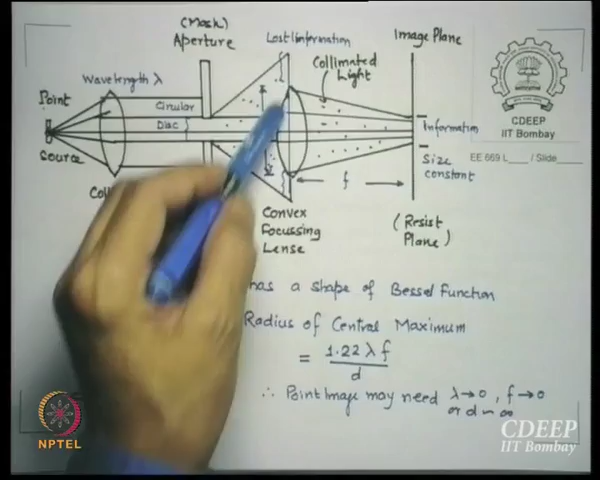 (Mask)
Aperture
Lost Information
Image Plane
Collimated
Light
Wavelength λ
Point
Circular
Disc
Source
Information
Size
constant
CDEEP
IIT Bombay
EE 669 L___ / Slide___
f
Convex
Focussing
Lense
(Resist
Plane)
has a shape of Bessel Function
Radius of Central Maximum
= 1.22 λ f
d
∴ Point Image may need λ→0, f→0
or d ~ ∞
NPTEL
CDEEP
IIT Bombay